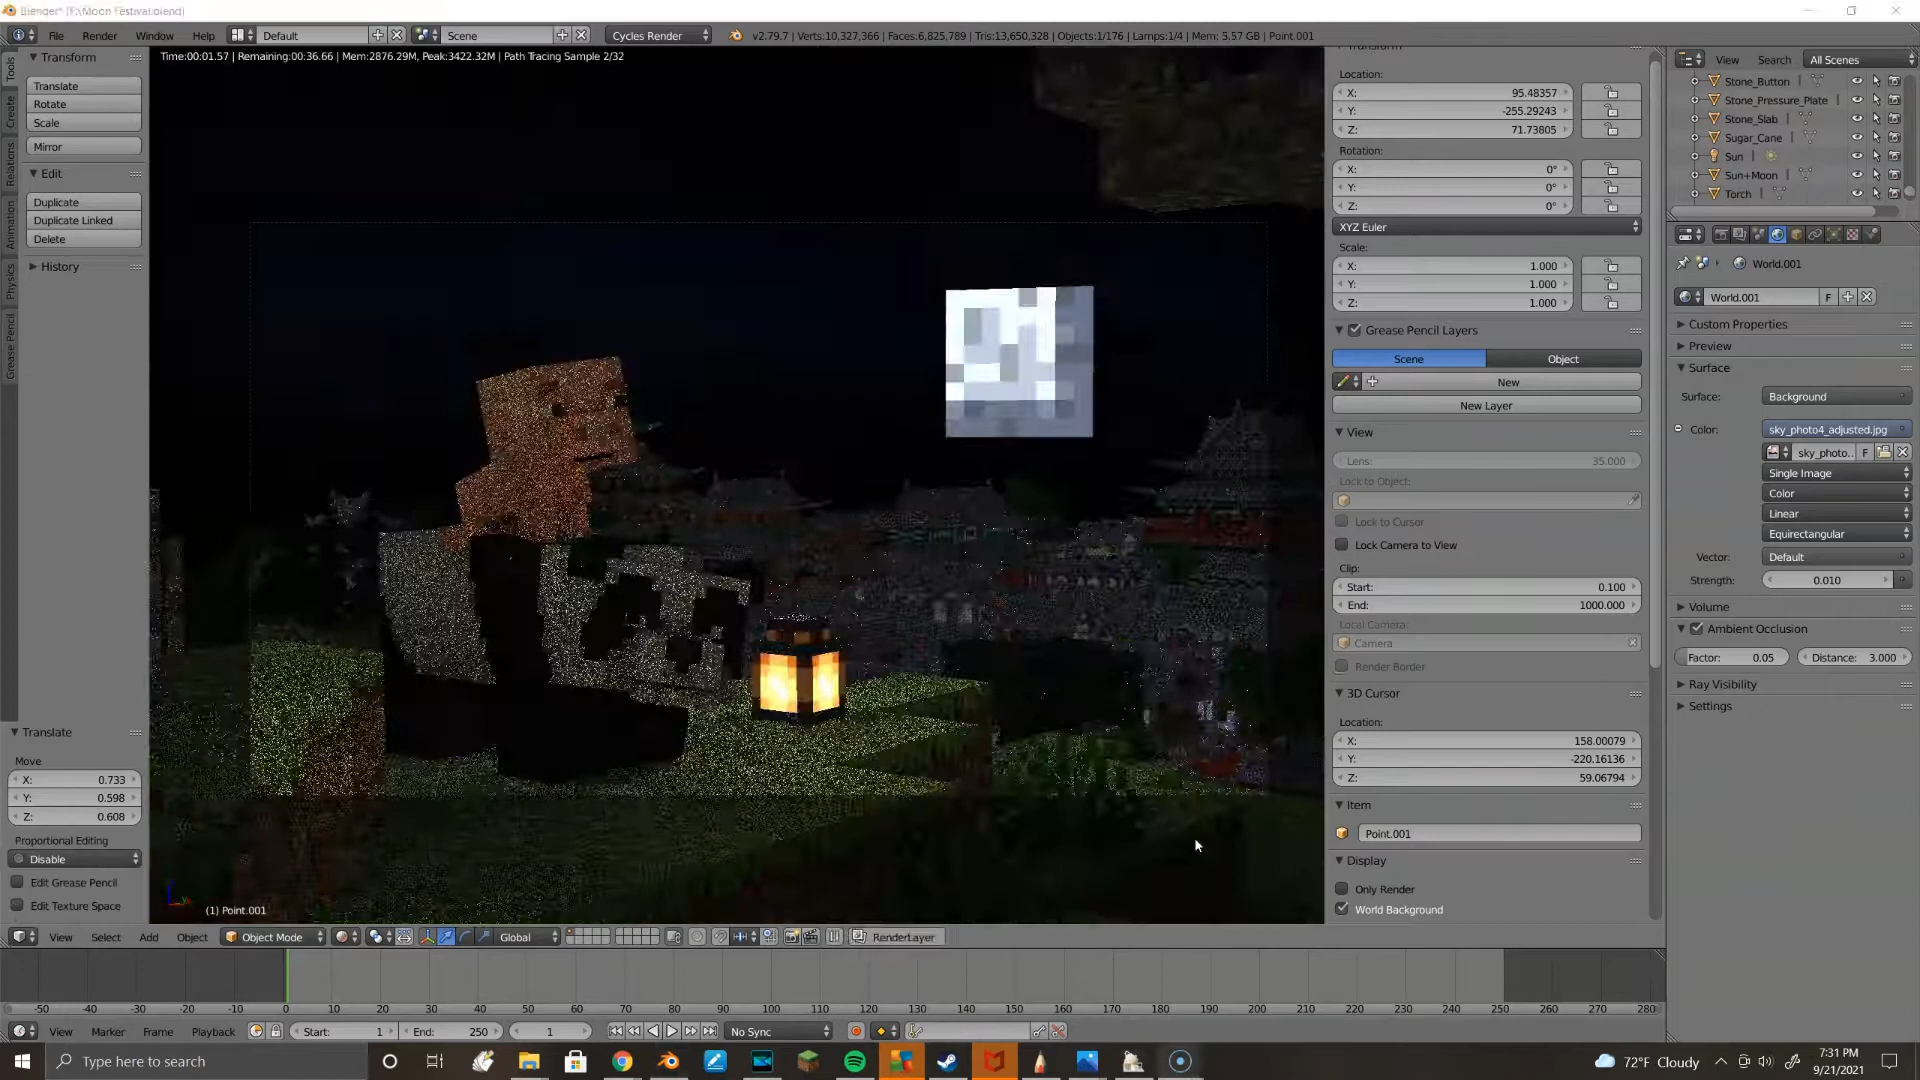 Blender* [F:\Moon Festival.blend]
File Render Window Help Default Scene Cycles Render v2.79.7 | Verts:10,327,366 | Faces:6,825,789 | Tris:13,650,328 | Objects:1/176 | Lamps:1/4 | Mem: 5.57 GB | Point.001
Time:00:01.57 | Remaining:00:36.66 | Mem:2876.29M, Peak:3422.32M | Path Tracing Sample 2/32
Tools
Create
Relations
Animation
Physics
Grease Pencil
Transform
Translate
Rotate
Scale
Mirror
Edit
Duplicate
Duplicate Linked
Delete
History
Translate
Move
X: 0.733
Y: 0.598
Z: 0.608
Proportional Editing
Disable
Edit Grease Pencil
Edit Texture Space
(1) Point.001
Transform
Location:
X: 95.48357
Y: -255.29243
Z: 71.73805
Rotation:
X: 0°
Y: 0°
Z: 0°
XYZ Euler
Scale:
X: 1.000
Y: 1.000
Z: 1.000
Grease Pencil Layers
Scene Object
New
New Layer
View
Lens: 35.000
Lock to Object:
Lock to Cursor
Lock Camera to View
Clip:
Start: 0.100
End: 1000.000
Local Camera:
Camera
Render Border
3D Cursor
Location:
X: 158.00079
Y: -220.16136
Z: 59.06794
Item
Point.001
Display
Only Render
World Background
View Search All Scenes
Stone_Button
Stone_Pressure_Plate
Stone_Slab
Sugar_Cane
Sun
Sun+Moon
Torch
World.001
World.001 F
Custom Properties
Preview
Surface
Surface: Background
Color: sky_photo4_adjusted.jpg
sky_photo.. F
Single Image
Color
Linear
Equirectangular
Vector: Default
Strength: 0.010
Volume
Ambient Occlusion
Factor: 0.05 Distance: 3.000
Ray Visibility
Settings
View Select Add Object Object Mode Global RenderLayer
-50 -40 -30 -20 -10 0 10 20 30 40 50 60 70 80 90 100 110 120 130 140 150 160 170 180 190 200 210 220 230 240 250 260 270 280
View Marker Frame Playback Start: 1 End: 250 1 No Sync
Type here to search
72°F Cloudy
7:31 PM
9/21/2021